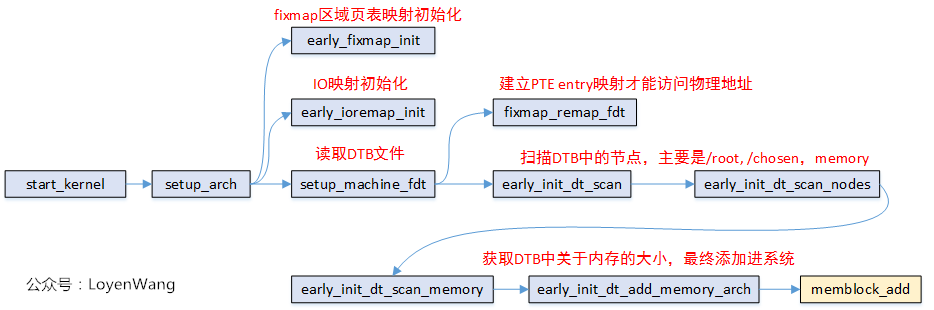 fixmap区域页表映射初始化
early_fixmap_init
IO映射初始化
建立PTE entry映射才能访问物理地址
early_ioremap_init
fixmap_remap_fdt
读取DTB文件
扫描DTB中的节点，主要是/root, /chosen，memory
start_kernel
setup_arch
setup_machine_fdt
early_init_dt_scan
early_init_dt_scan_nodes
获取DTB中关于内存的大小，最终添加进系统
公众号：LoyenWang
early_init_dt_scan_memory
early_init_dt_add_memory_arch
memblock_add